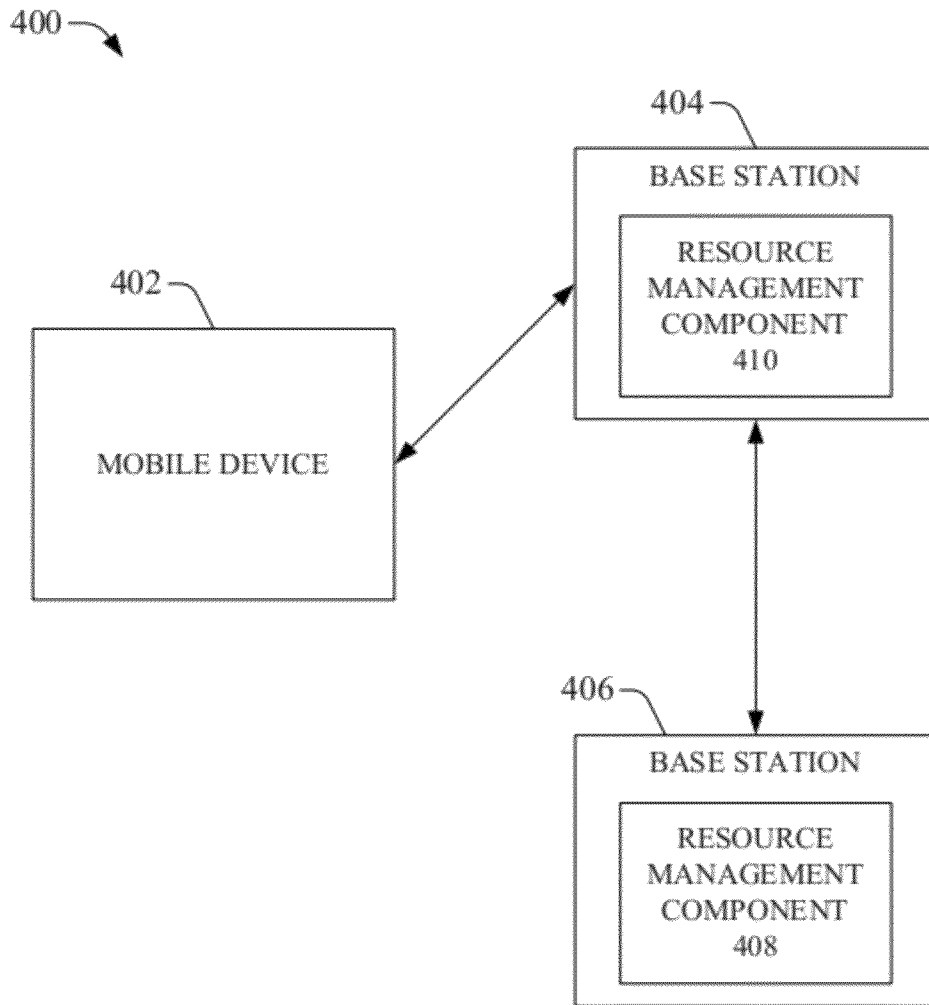 400
404
BASE STATION
RESOURCE
MANAGEMENT
COMPONENT
410
402
MOBILE DEVICE
406
BASE STATION
RESOURCE
MANAGEMENT
COMPONENT
408